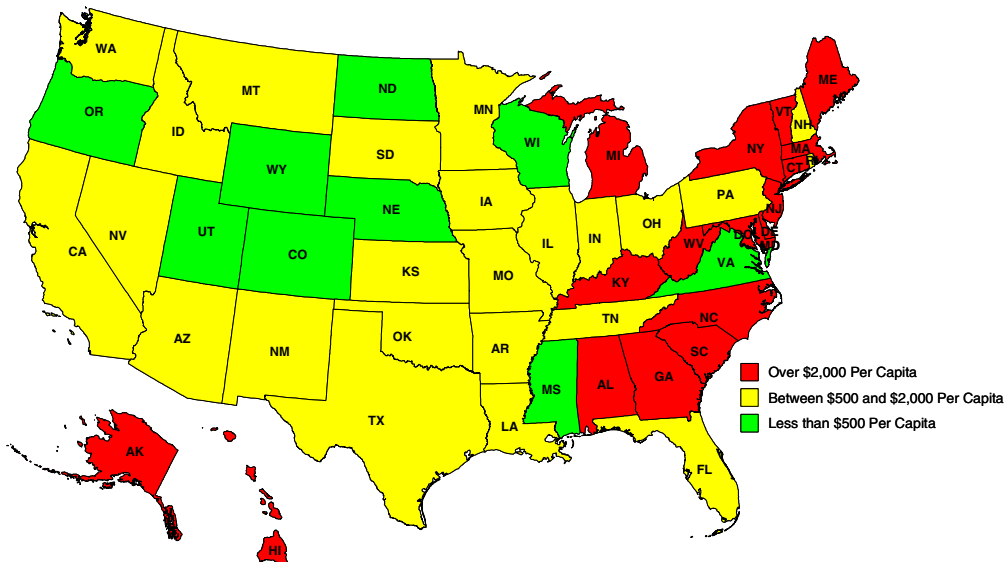 WA
MT
ND
MN
ME
VT
NH
OR
ID
SD
WI
MI
NY
MA
CT
WY
IA
PA
NE
NJ
NV
UT
CO
IL
IN
OH
DE
DC
MD
WV
VA
CA
KS
MO
KY
AZ
NM
OK
AR
TN
NC
SC
MS
AL
GA
TX
LA
FL
AK
HI
Over $2,000 Per Capita
Between $500 and $2,000 Per Capita
Less than $500 Per Capita